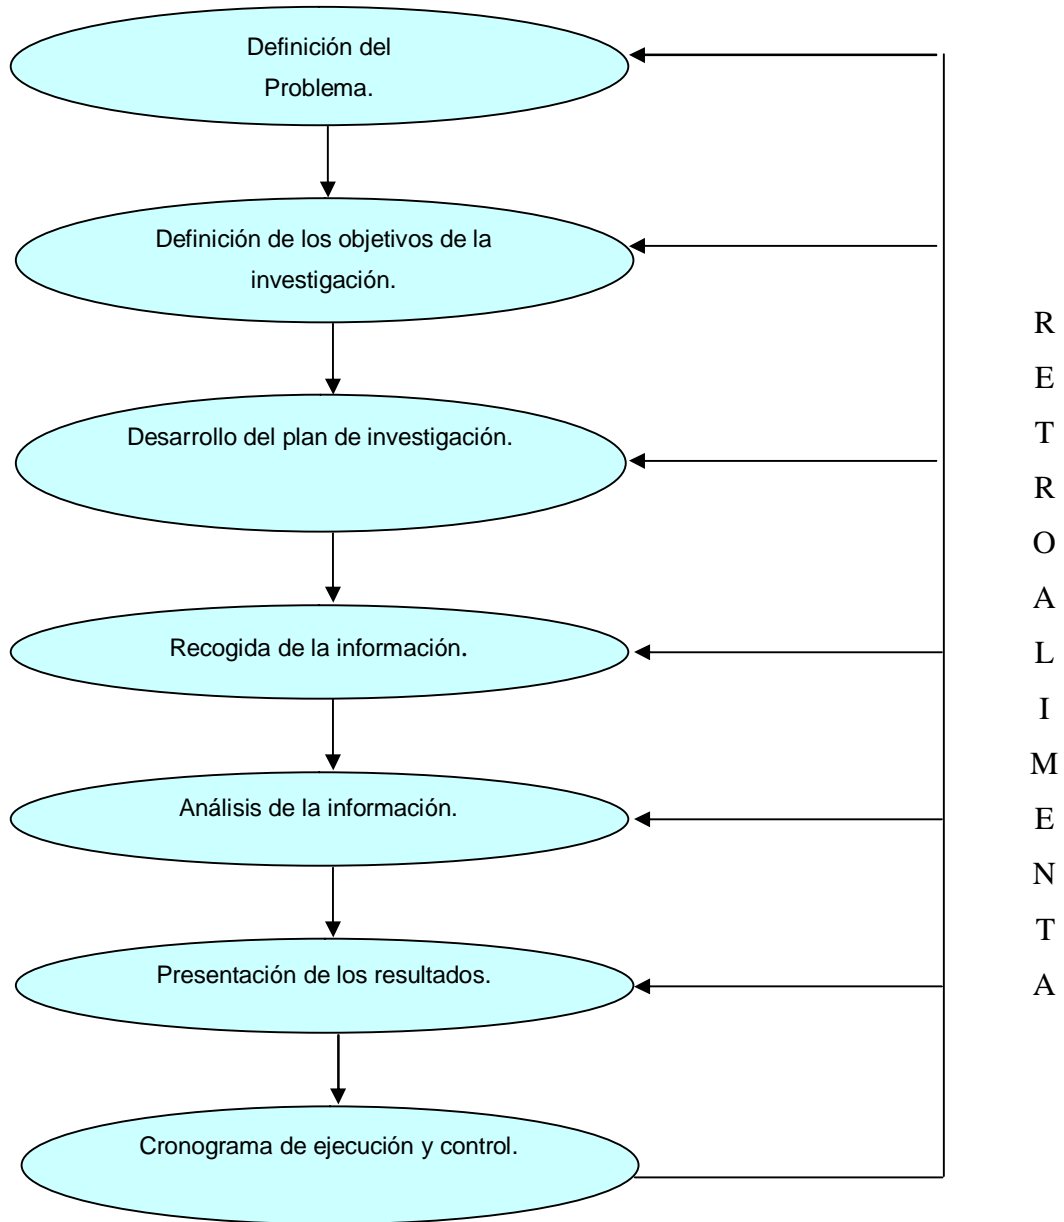 Definición del
Problema.
Definición de los objetivos de la
investigación.
Desarrollo del plan de investigación.
Recogida de la información.
Análisis de la información.
Presentación de los resultados.
Cronograma de ejecución y control.
R
E
T
R
O
A
L
I
M
E
N
T
A